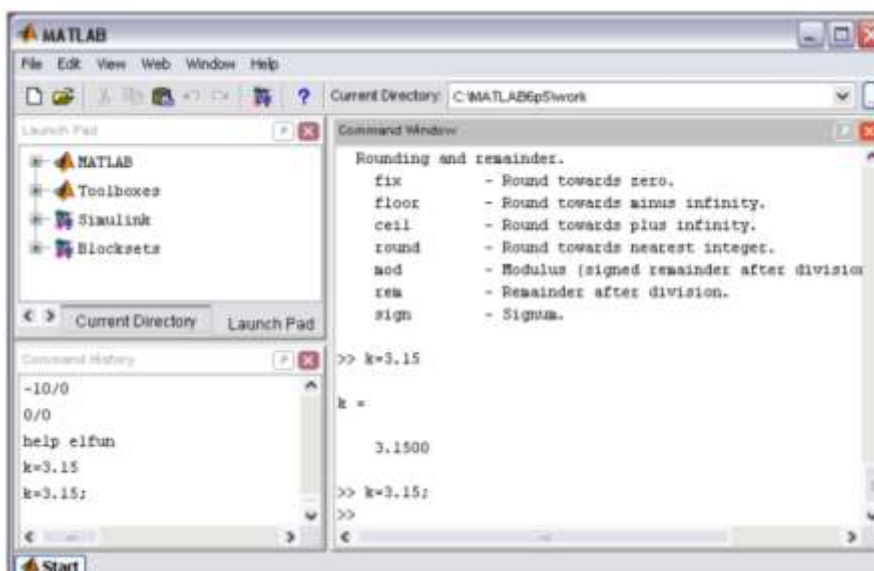 MATLAB
File Edit View Web Window Help
? Current Directory: C:\MATLAB6p5\work
Launch Pad
MATLAB
Toolboxes
Simulink
Blocksets
Current Directory Launch Pad
Command History
-10/0
0/0
help elfun
k=3.15
k=3.15;
Command Window
Rounding and remainder.
fix - Round towards zero.
floor - Round towards minus infinity.
ceil - Round towards plus infinity.
round - Round towards nearest integer.
mod - Modulus (signed remainder after division
rem - Remainder after division.
sign - Signum.
>> k=3.15
k =
3.1500
>> k=3.15;
>>
Start